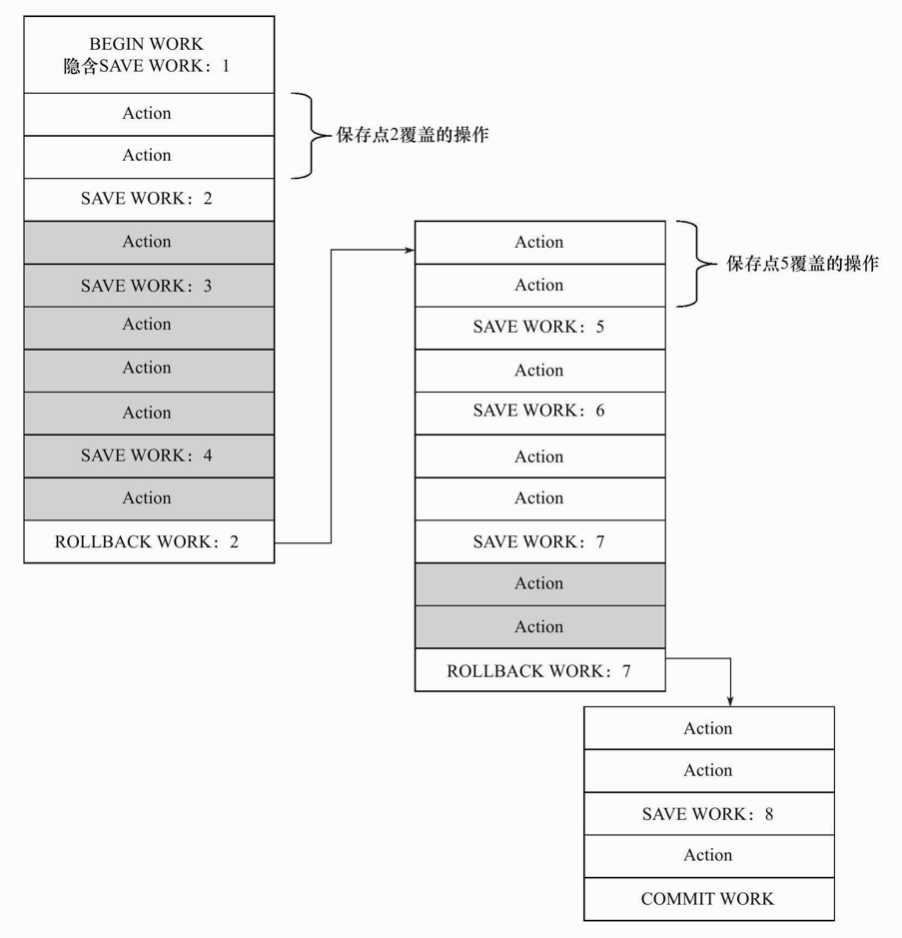 BEGIN WORK
隐含SAVE WORK：1
Action
Action
保存点2覆盖的操作
SAVE WORK：2
Action
SAVE WORK：3
Action
Action
Action
SAVE WORK：4
Action
ROLLBACK WORK：2
Action
Action
保存点5覆盖的操作
SAVE WORK：5
Action
SAVE WORK：6
Action
Action
SAVE WORK：7
Action
Action
ROLLBACK WORK：7
Action
Action
SAVE WORK：8
Action
COMMIT WORK